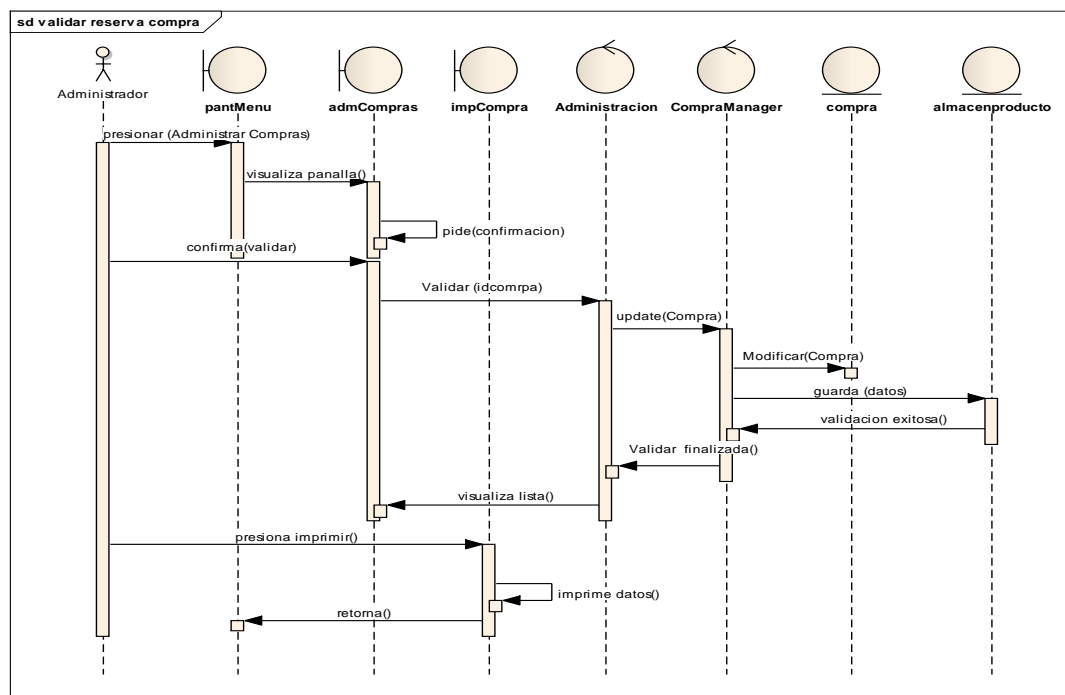 sd validar reserva compra
Administrador
pantMenu
admCompras
impCompra
Administracion
CompraManager
compra
almacenproducto
presionar (Administrar Compras)
visualiza panalla()
pide(confirmacion)
confirma(validar)
Validar (idcomrpa)
update(Compra)
Modificar(Compra)
guarda (datos)
validacion exitosa()
Validar finalizada()
visualiza lista()
presiona imprimir()
imprime datos()
retorna()